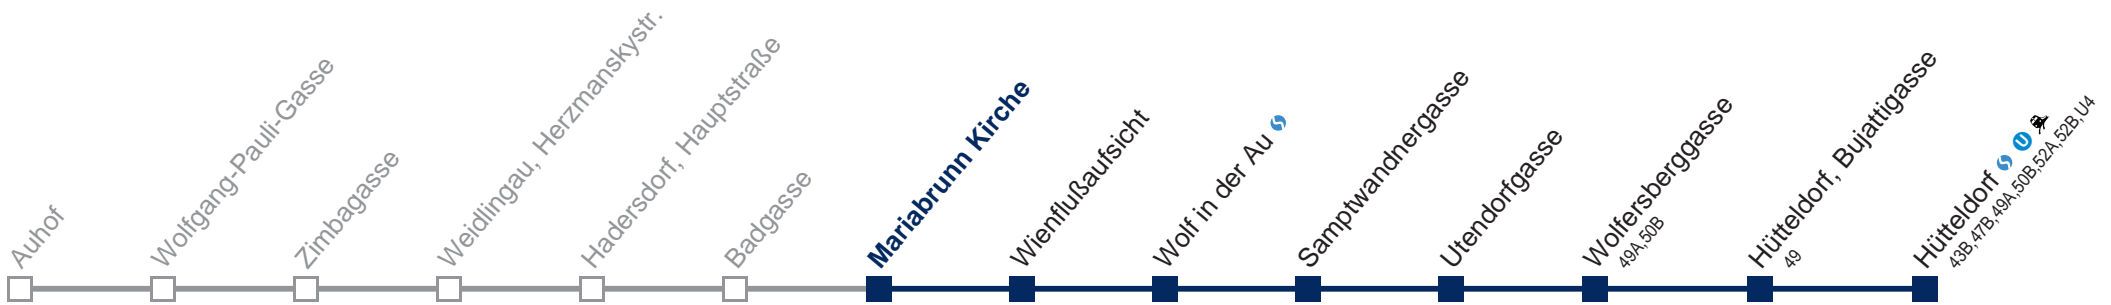 Auhof
Wolfgang-Pauli-Gasse
Zimbagasse
Weidlingau, Herzmanskystr.
Hadersdorf, Hauptstraße
Badgasse
Mariabrunn Kirche
Wienflußaufsicht
Wolf in der Au S
Samptwandnergasse
Utendorfgasse
Wolfersberggasse
49A,50B
Hütteldorf, Bujattigasse
49
Hütteldorf S U
43B,47B,49A,50B,52A,52B,U4